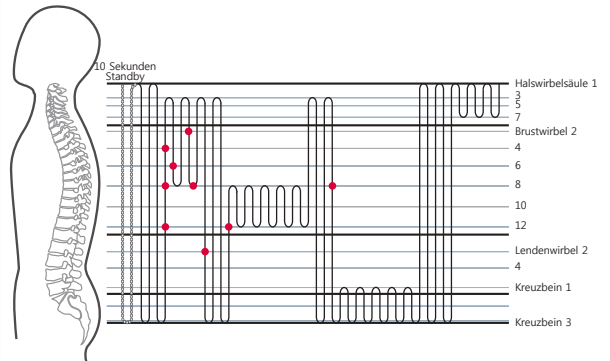 10 Sekunden
Standby
Halswirbelsäule 1
3
5
7
Brustwirbel 2
4
6
8
10
12
Lendenwirbel 2
4
Kreuzbein 1
Kreuzbein 3